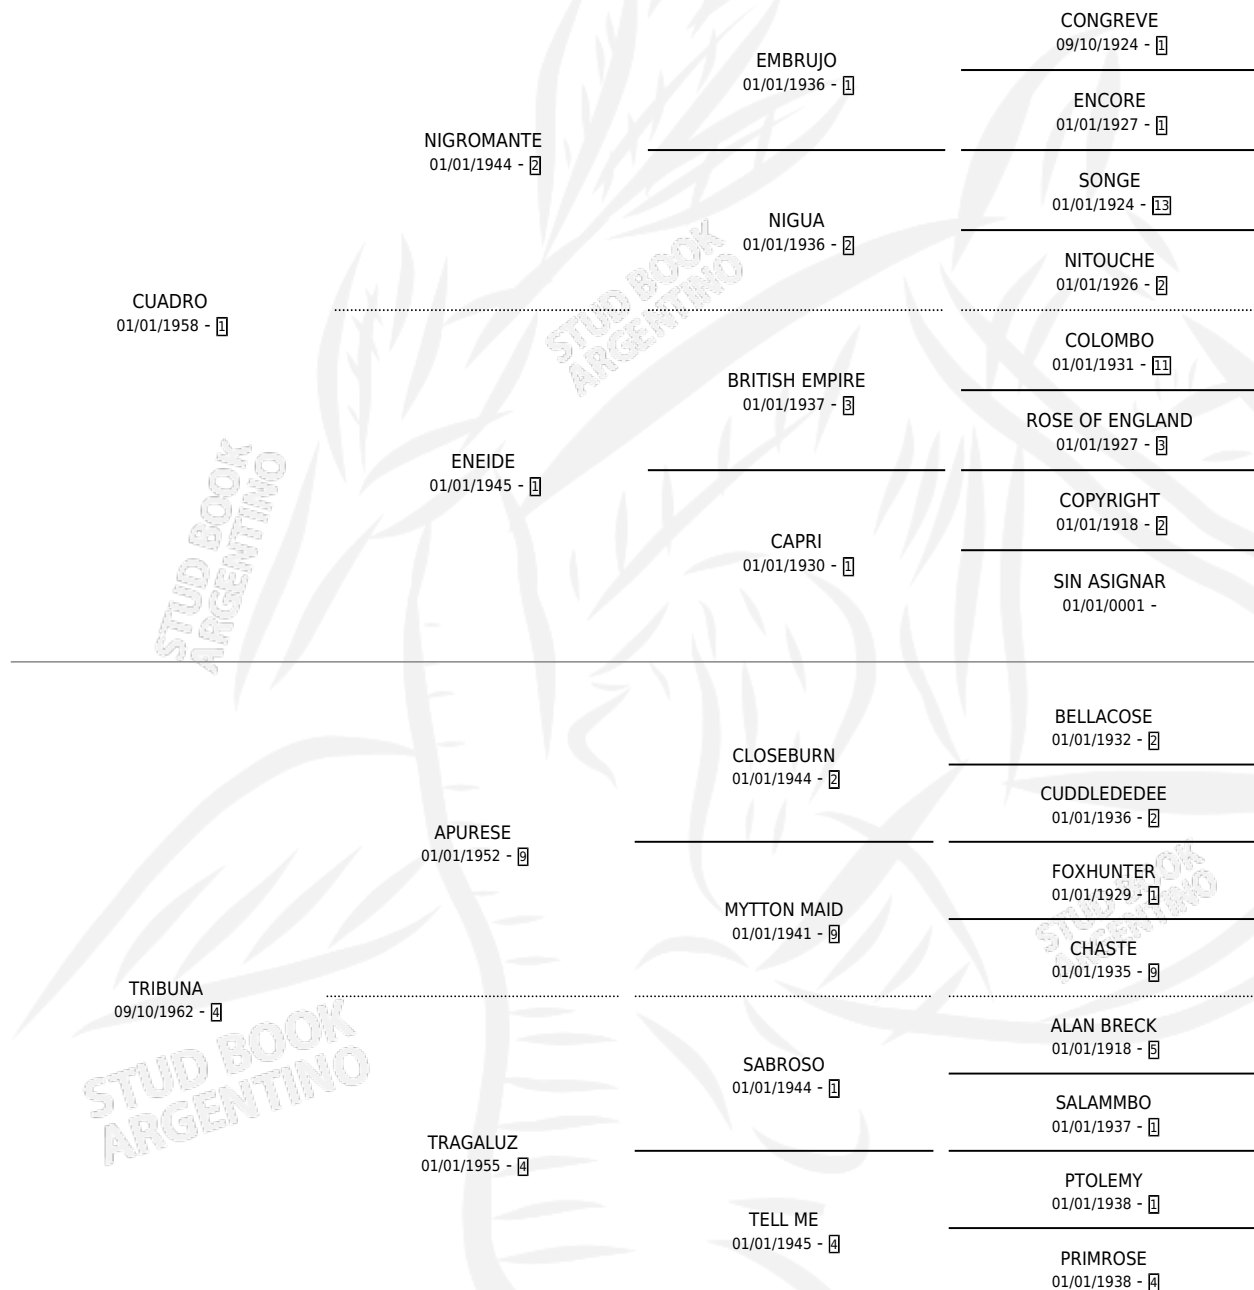 CONGREVE
09/10/1924 - 1
EMBRUJO
01/01/1936 - 1
ENCORE
01/01/1927 - 1
NIGROMANTE
01/01/1944 - 2
SONGE
01/01/1924 - 13
NIGUA
01/01/1936 - 2
NITOUCHE
01/01/1926 - 2
CUADRO
01/01/1958 - 1
COLOMBO
01/01/1931 - 11
BRITISH EMPIRE
01/01/1937 - 3
ROSE OF ENGLAND
01/01/1927 - 3
ENEIDE
01/01/1945 - 1
COPYRIGHT
01/01/1918 - 2
CAPRI
01/01/1930 - 1
SIN ASIGNAR
01/01/0001 -
BELLACOSE
01/01/1932 - 2
CLOSEBURN
01/01/1944 - 2
CUDDLEDEDEE
01/01/1936 - 2
APURESE
01/01/1952 - 9
FOXHUNTER
01/01/1929 - 1
MYTTON MAID
01/01/1941 - 9
CHASTE
01/01/1935 - 9
TRIBUNA
09/10/1962 - 4
ALAN BRECK
01/01/1918 - 5
SABROSO
01/01/1944 - 1
SALAMMBO
01/01/1937 - 1
TRAGALUZ
01/01/1955 - 4
PTOLEMY
01/01/1938 - 1
TELL ME
01/01/1945 - 4
PRIMROSE
01/01/1938 - 4
STUD BOOK
ARGENTINO
STUD BOOK
ARGENTINO
STUD BOOK
ARGENTINO
STUD BOOK
ARGENTINO